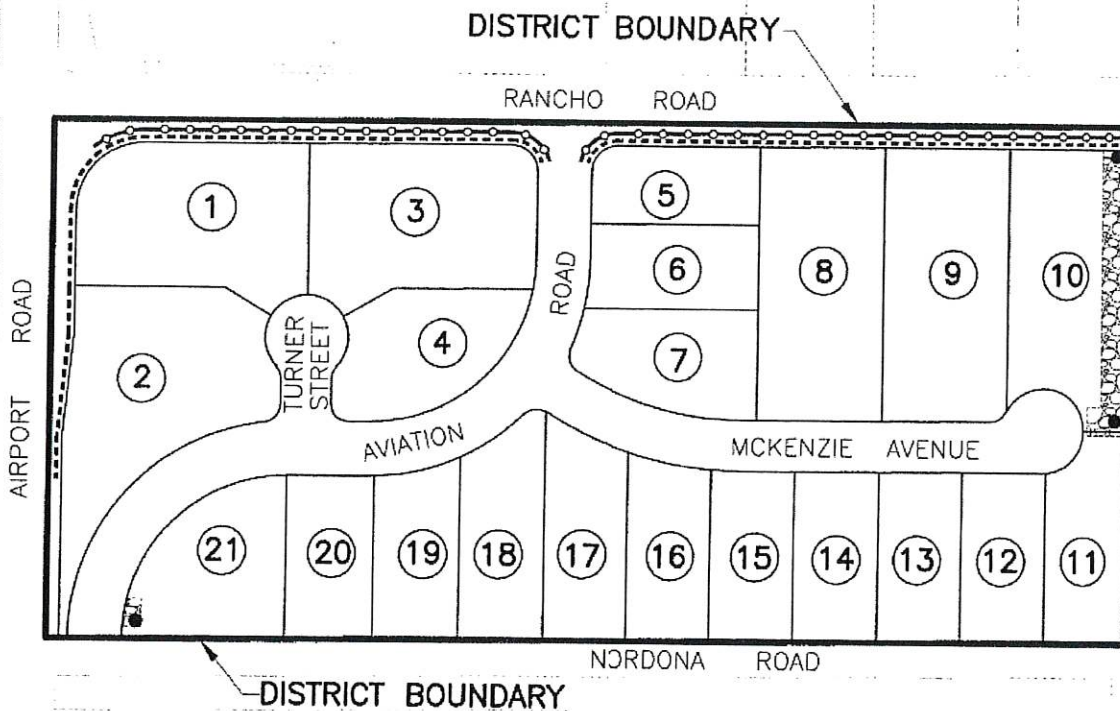 DISTRICT BOUNDARY
RANCHO ROAD
1
3
5
6
8
9
10
AIRPORT ROAD
ROAD
2
TURNER
STREET
4
7
AVIATION
MCKENZIE AVENUE
21
20
19
18
17
16
15
14
13
12
11
NORDONA ROAD
DISTRICT BOUNDARY